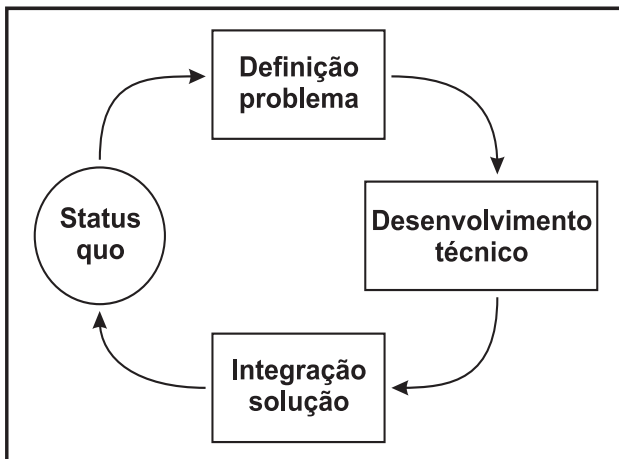 Definição
problema
Status
quo
Desenvolvimento
técnico
Integração
solução